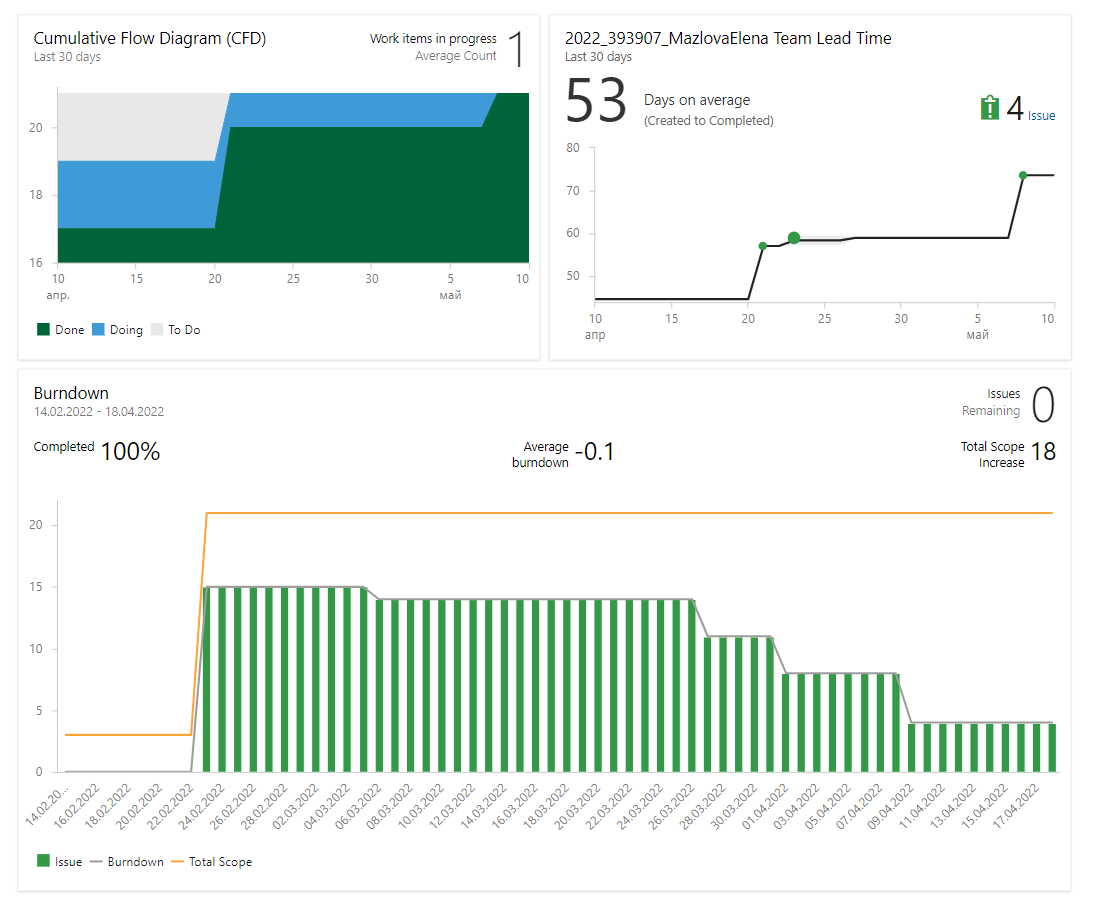 Cumulative Flow Diagram (CFD)
Last 30 days
Work items in progress
Average Count
1
20
18
16
10 15 20 25 30 5 10
апр. май
Done Doing To Do
2022_393907_MazlovaElena Team Lead Time
Last 30 days
53
Days on average
(Created to Completed)
4 Issue
80
70
60
50
10 15 20 25 30 5 10
апр май
Burndown
14.02.2022 - 18.04.2022
Issues
Remaining
0
Completed 100%
Average
burndown
-0.1
Total Scope
Increase
18
20
15
10
5
0
14.02.20... 16.02.2022 18.02.2022 20.02.2022 22.02.2022 24.02.2022 26.02.2022 28.02.2022 02.03.2022 04.03.2022 06.03.2022 08.03.2022 10.03.2022 12.03.2022 14.03.2022 16.03.2022 18.03.2022 20.03.2022 22.03.2022 24.03.2022 26.03.2022 28.03.2022 30.03.2022 01.04.2022 03.04.2022 05.04.2022 07.04.2022 09.04.2022 11.04.2022 13.04.2022 15.04.2022 17.04.2022
Issue Burndown Total Scope